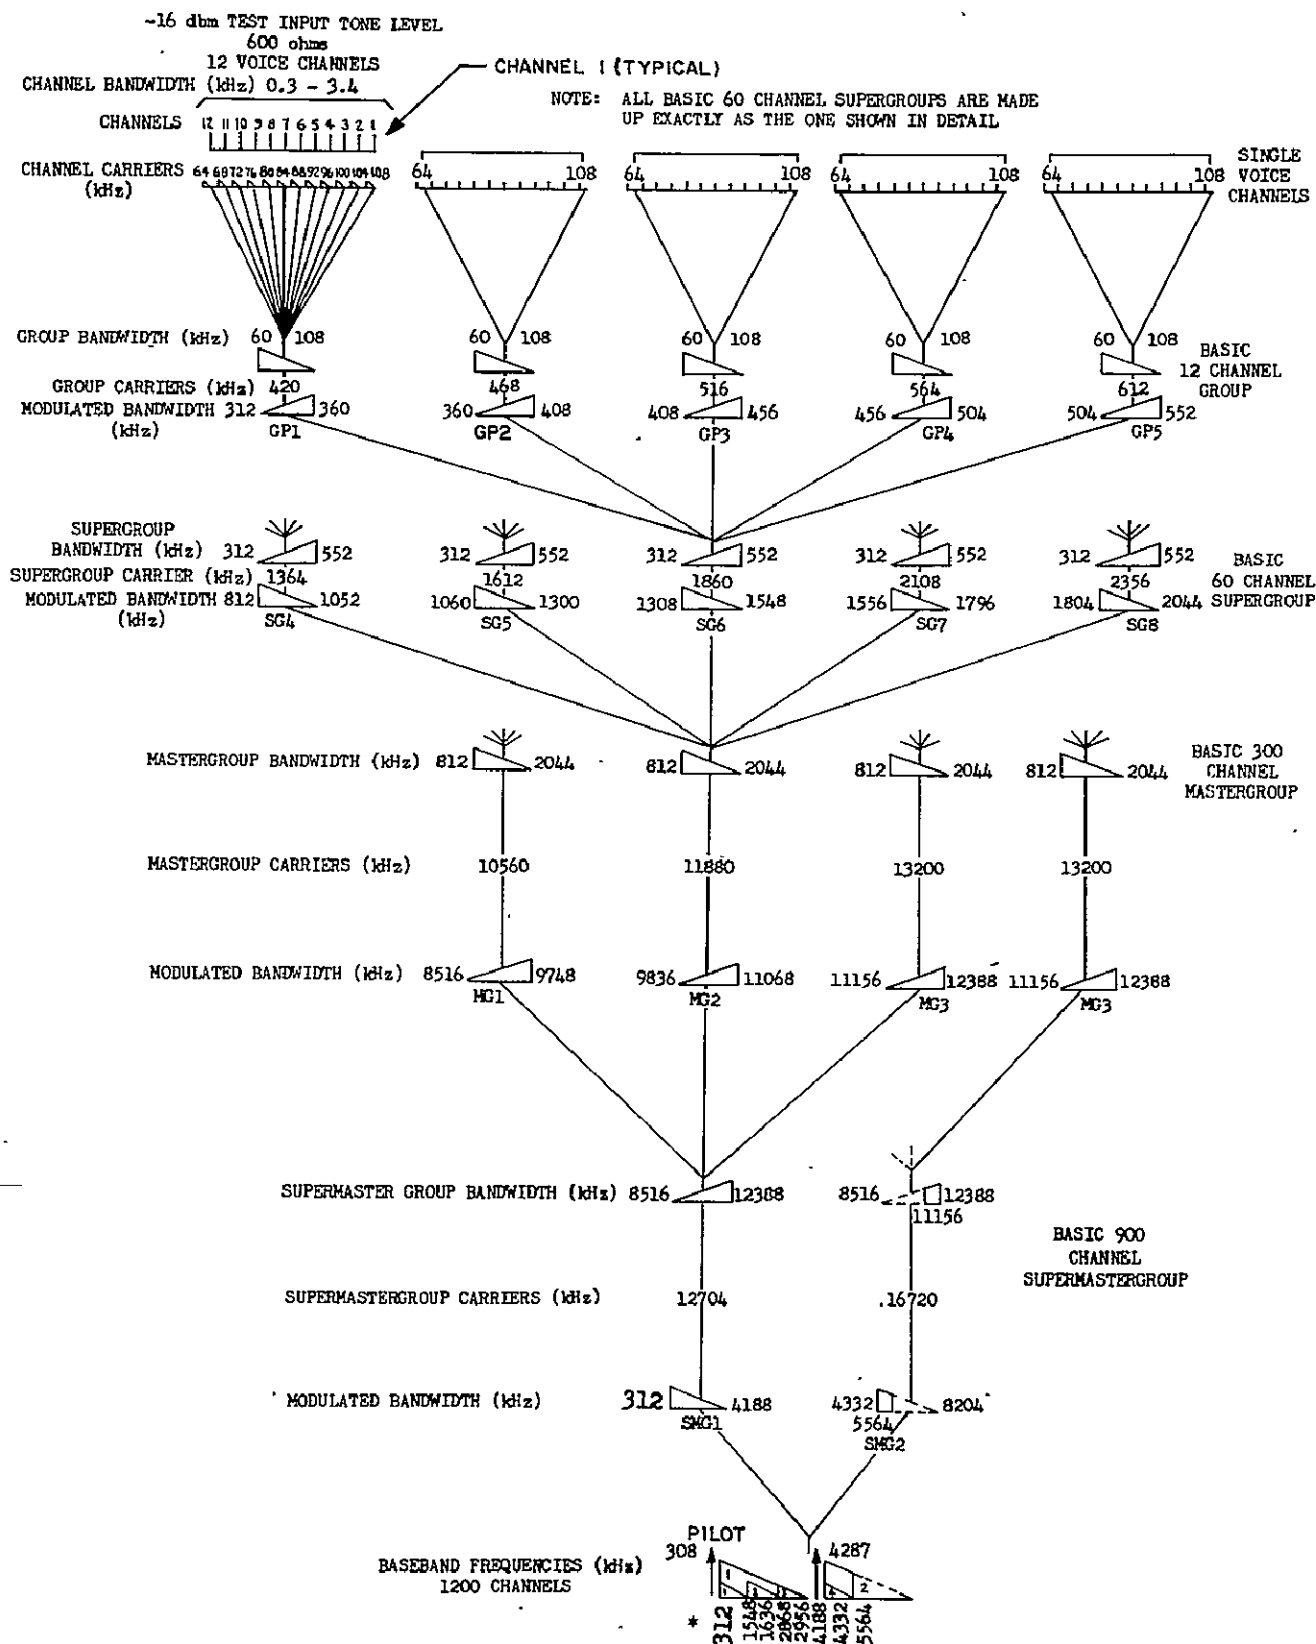 -16 dbm TEST INPUT TONE LEVEL
600 ohms
12 VOICE CHANNELS
CHANNEL BANDWIDTH (kHz) 0.3 - 3.4
CHANNEL 1 (TYPICAL)
NOTE: ALL BASIC 60 CHANNEL SUPERGROUPS ARE MADE
UP EXACTLY AS THE ONE SHOWN IN DETAIL
CHANNELS 12 11 10 9 8 7 6 5 4 3 2 1
CHANNEL CARRIERS 64 68 72 76 80 84 88 92 96 100 104 108
(kHz)
64 108 64 108 64 108 64 108
SINGLE
VOICE
CHANNELS
GROUP BANDWIDTH (kHz) 60 108 60 108 60 108 60 108 60 108
BASIC
12 CHANNEL
GROUP
GROUP CARRIERS (kHz) 420 468 516 564 612
MODULATED BANDWIDTH 312 360 360 408 408 456 456 504 504 552
(kHz)
GP1 GP2 GP3 GP4 GP5
SUPERGROUP
BANDWIDTH (kHz) 312 552 312 552 312 552 312 552 312 552
SUPERGROUP CARRIER (kHz) 1364 1612 1860 2108 2356
BASIC
60 CHANNEL
SUPERGROUP
MODULATED BANDWIDTH 812 1052 1060 1300 1308 1548 1556 1796 1804 2044
(kHz)
SG4 SG5 SG6 SG7 SG8
MASTERGROUP BANDWIDTH (kHz) 812 2044 812 2044 812 2044 812 2044
BASIC 300
CHANNEL
MASTERGROUP
MASTERGROUP CARRIERS (kHz) 10560 11880 13200 13200
MODULATED BANDWIDTH (kHz) 8516 9748 9836 11068 11156 12388 11156 12388
MG1 MG2 MG3 MG3
SUPERMASTER GROUP BANDWIDTH (kHz) 8516 12388 8516 12388
11156
BASIC 900
CHANNEL
SUPERMASTERGROUP
SUPERMASTERGROUP CARRIERS (kHz) 12704 16720
MODULATED BANDWIDTH (kHz) 312 4188 4332 8204
5564
SMG1 SMG2
PILOT
308 4287
BASEBAND FREQUENCIES (kHz)
1200 CHANNELS
1 2
* 312 1548 1636 2868 2956 4188 4332 5564